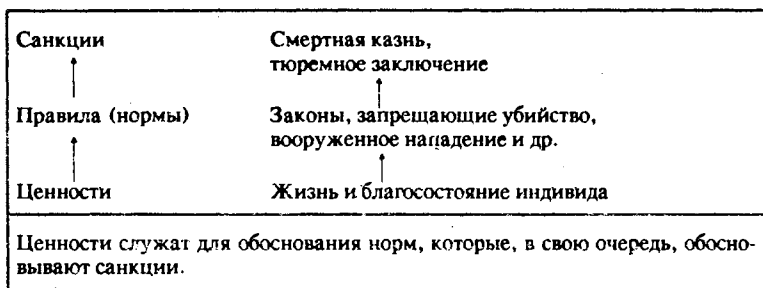 Санкции Смертная казнь,
тюремное заключение
Правила (нормы) Законы, запрещающие убийство,
вооруженное нападение и др.
Ценности Жизнь и благосостояние индивида
Ценности служат для обоснования норм, которые, в свою очередь, обосно-
вывают санкции.